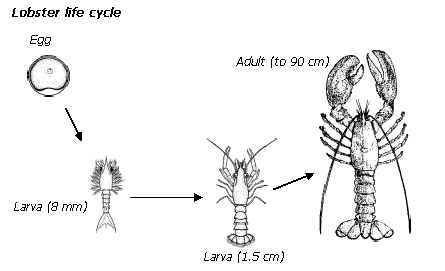 Lobster life cycle
Egg
Adult (to 90 cm)
Larva (8 mm)
Larva (1.5 cm)